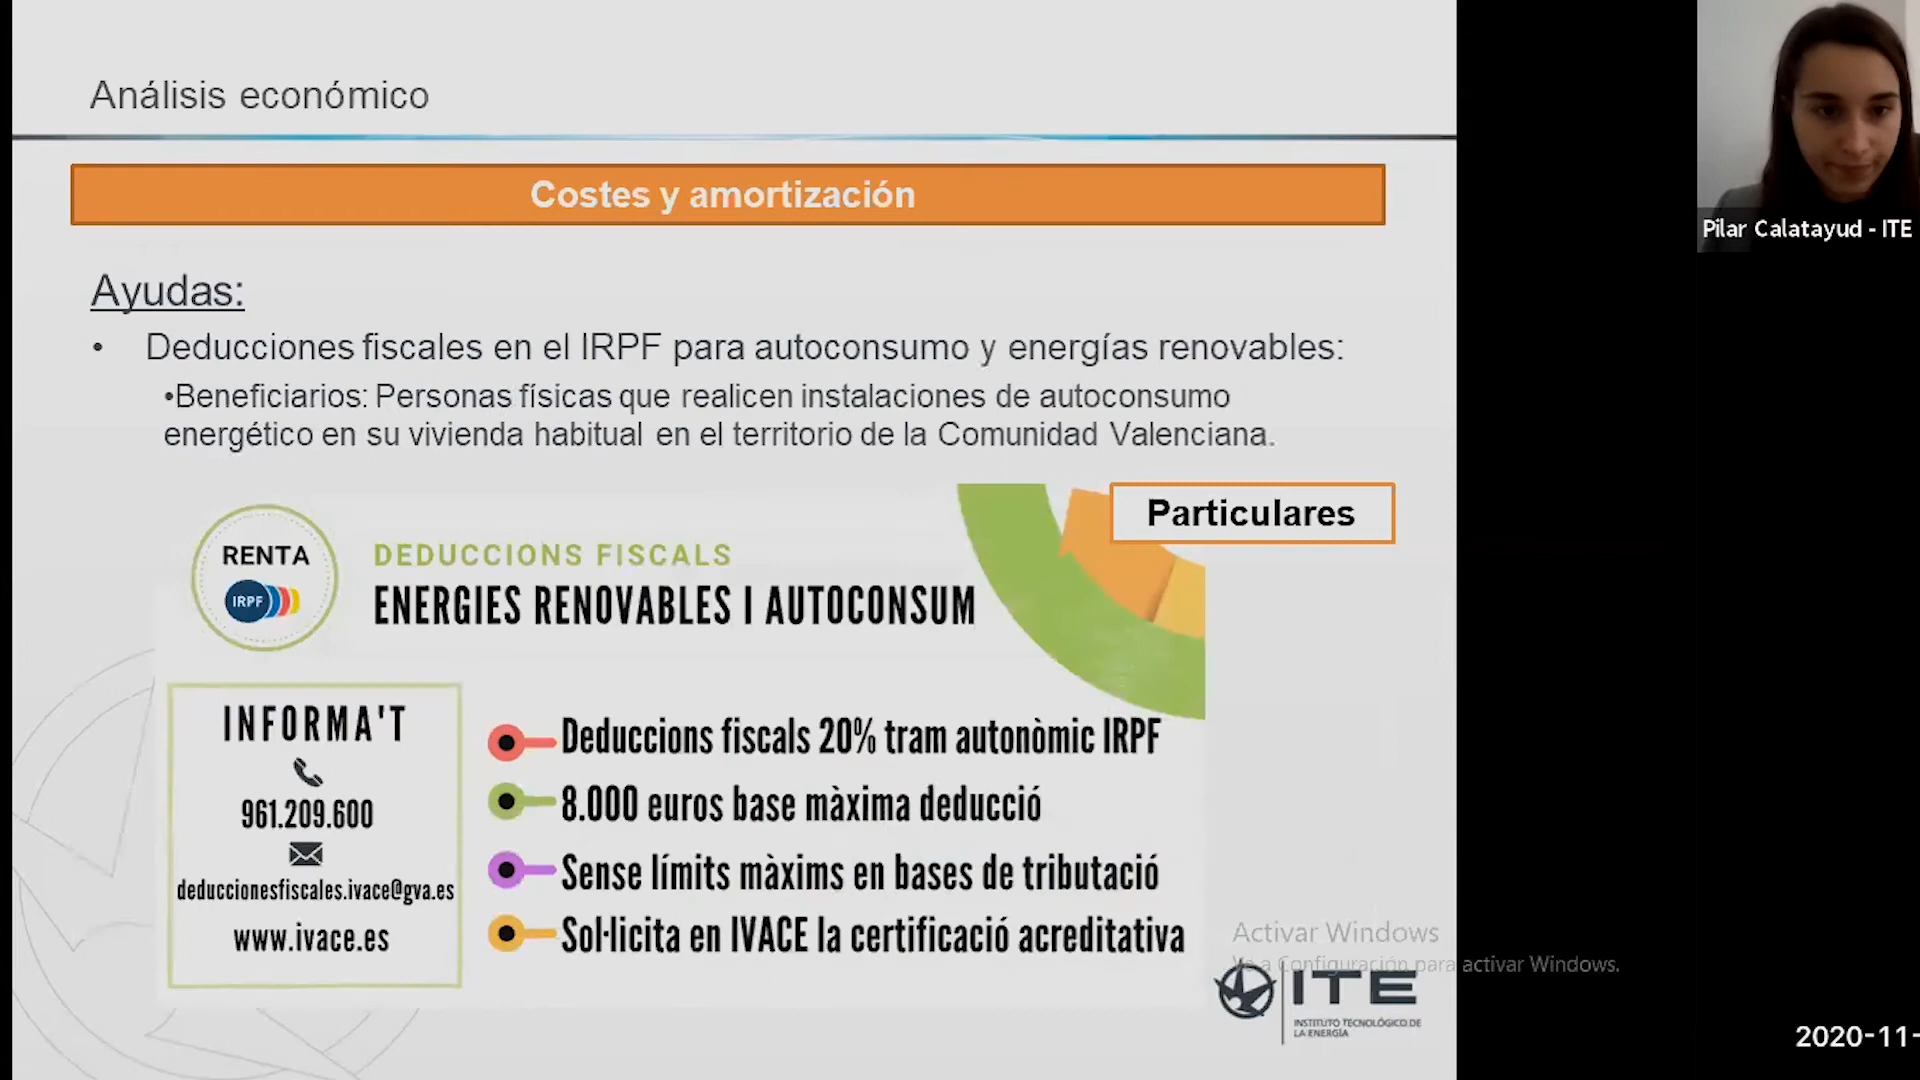 Análisis económico
Costes y amortización
Ayudas:
• Deducciones fiscales en el IRPF para autoconsumo y energías renovables:
•Beneficiarios: Personas físicas que realicen instalaciones de autoconsumo
energético en su vivienda habitual en el territorio de la Comunidad Valenciana.
Particulares
RENTA
IRPF
DEDUCCIONS FISCALS
ENERGIES RENOVABLES I AUTOCONSUM
INFORMA'T
961.209.600
deduccionesfiscales.ivace@gva.es
www.ivace.es
Deduccions fiscals 20% tram autonòmic IRPF
8.000 euros base màxima deducció
Sense límits màxims en bases de tributació
Sol·licita en IVACE la certificació acreditativa
Activar Windows
Ve a Configuración para activar Windows.
ITE
INSTITUTO TECNOLÓGICO DE
LA ENERGÍA
Pilar Calatayud - ITE
2020-11-